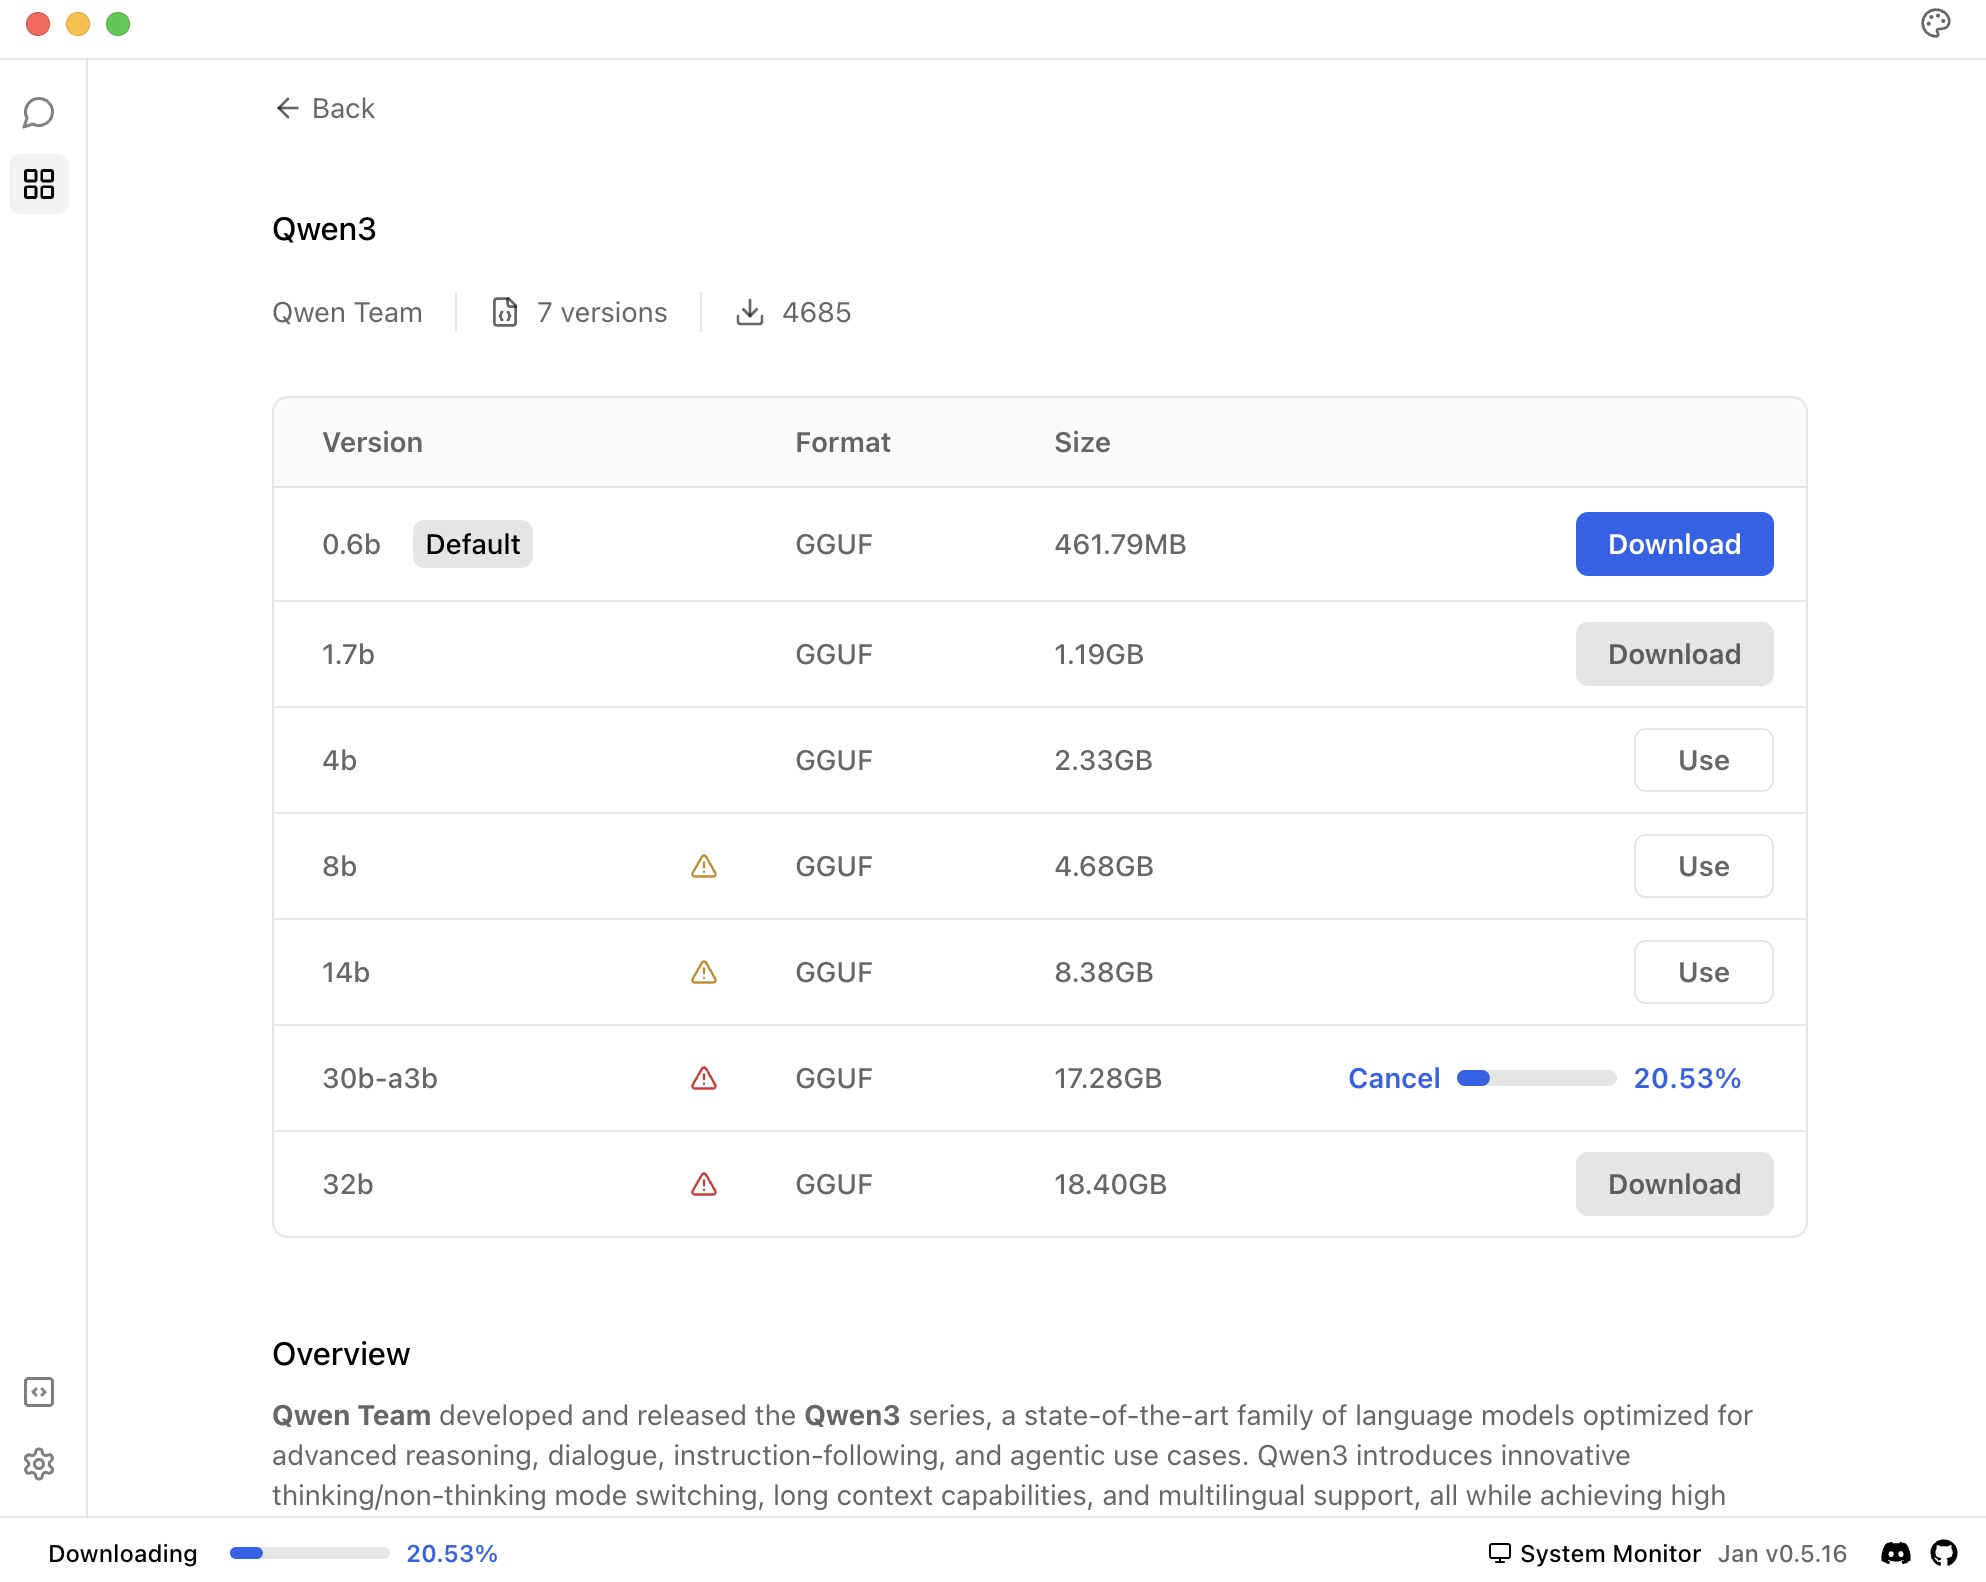 Back
Qwen3
Qwen Team 7 versions 4685
Version Format Size
0.6b Default GGUF 461.79MB Download
1.7b GGUF 1.19GB Download
4b GGUF 2.33GB Use
8b GGUF 4.68GB Use
14b GGUF 8.38GB Use
30b-a3b GGUF 17.28GB Cancel 20.53%
32b GGUF 18.40GB Download
Overview
Qwen Team developed and released the Qwen3 series, a state-of-the-art family of language models optimized for
advanced reasoning, dialogue, instruction-following, and agentic use cases. Qwen3 introduces innovative
thinking/non-thinking mode switching, long context capabilities, and multilingual support, all while achieving high
Downloading 20.53% System Monitor Jan v0.5.16